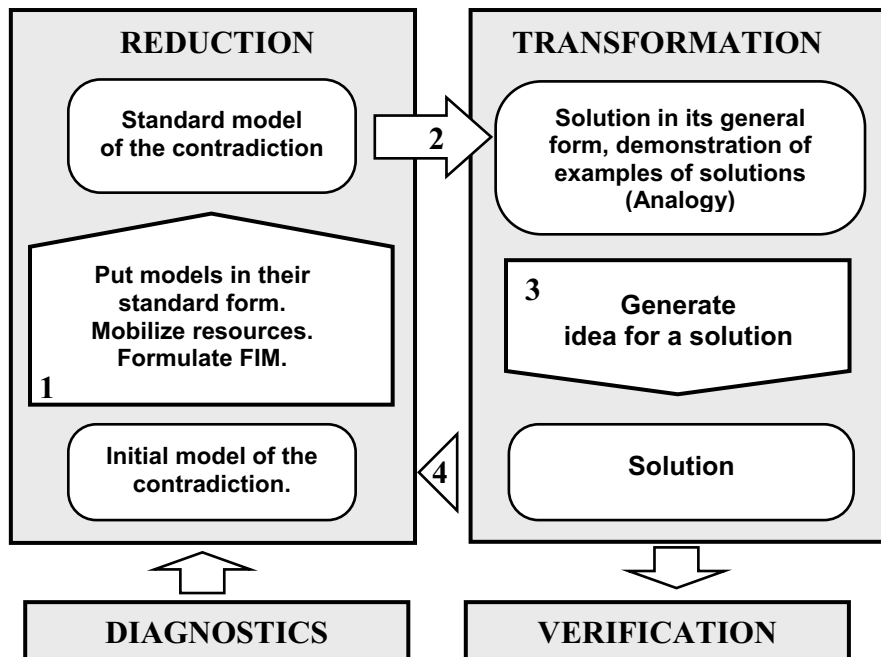 REDUCTION
Standard model
of the contradiction
2
Put models in their
standard form.
Mobilize resources.
Formulate FIM.
1
Initial model of the
contradiction.
4
TRANSFORMATION
Solution in its general
form, demonstration of
examples of solutions
(Analogy)
3
Generate
idea for a solution
Solution
DIAGNOSTICS
VERIFICATION